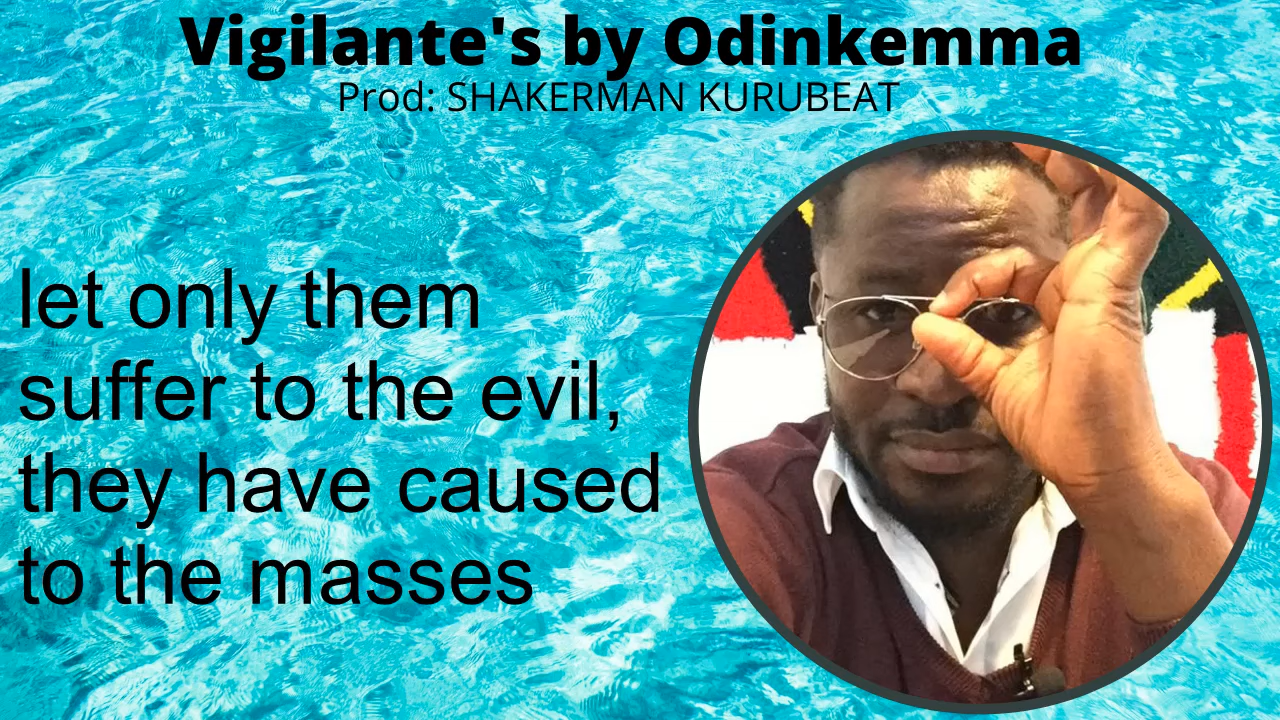 Vigilante's by Odinkemma
Prod: SHAKERMAN KURUBEAT
let only them
suffer to the evil,
they have caused
to the masses